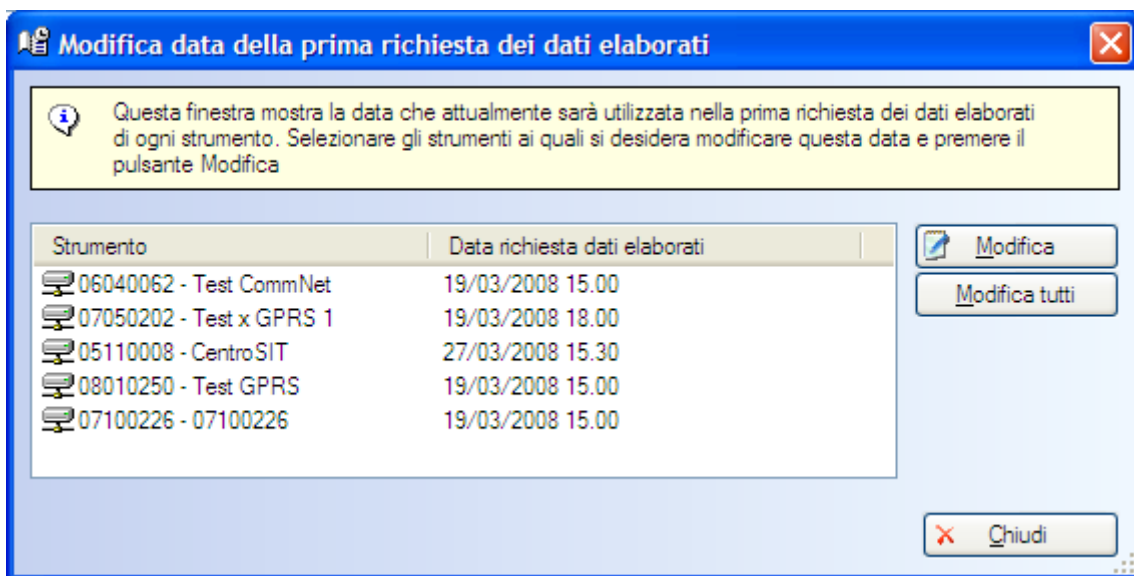 Modifica data della prima richiesta dei dati elaborati
Questa finestra mostra la data che attualmente sarà utilizzata nella prima richiesta dei dati elaborati
di ogni strumento. Selezionare gli strumenti ai quali si desidera modificare questa data e premere il
pulsante Modifica
Strumento Data richiesta dati elaborati
06040062 - Test CommNet 19/03/2008 15.00
07050202 - Test x GPRS 1 19/03/2008 18.00
05110008 - CentroSIT 27/03/2008 15.30
08010250 - Test GPRS 19/03/2008 15.00
07100226 - 07100226 19/03/2008 15.00
Modifica
Modifica tutti
Chiudi